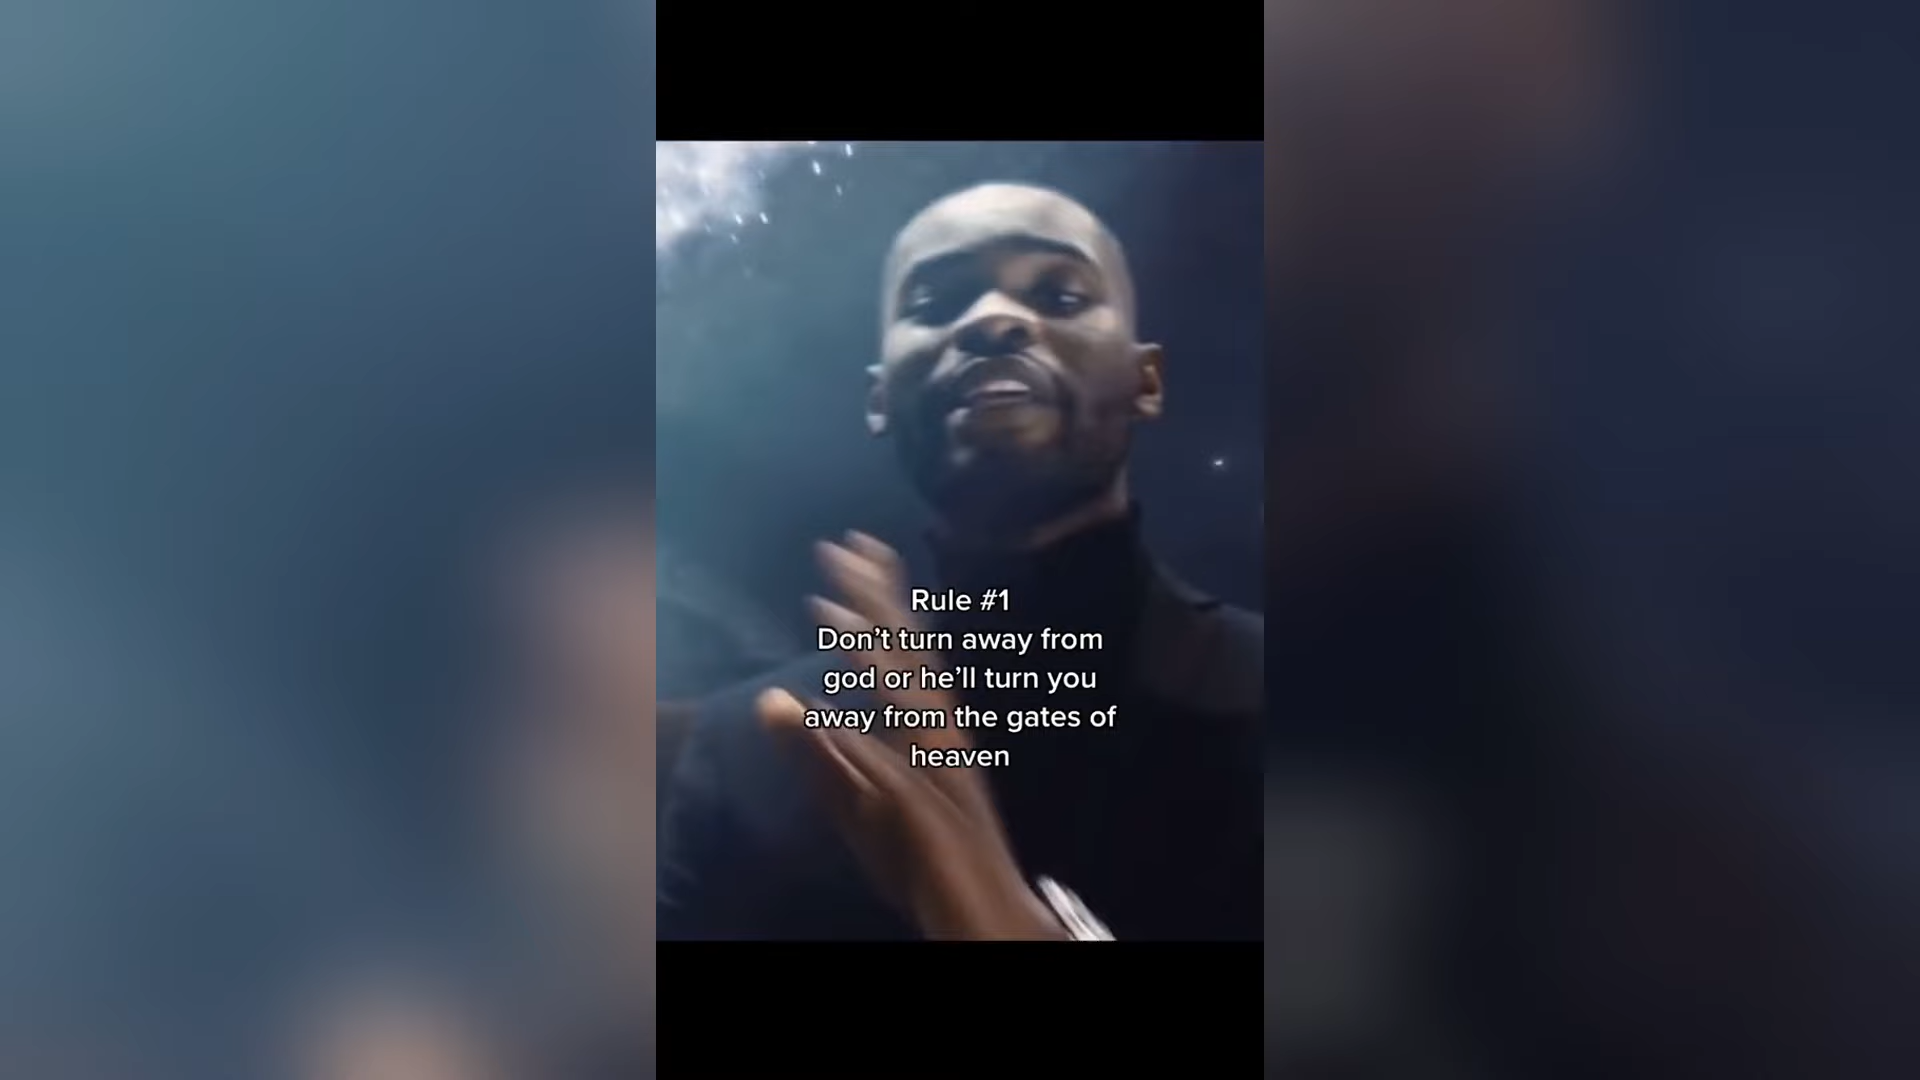 Rule #1
Don’t turn away from
god or he’ll turn you
away from the gates of
heaven